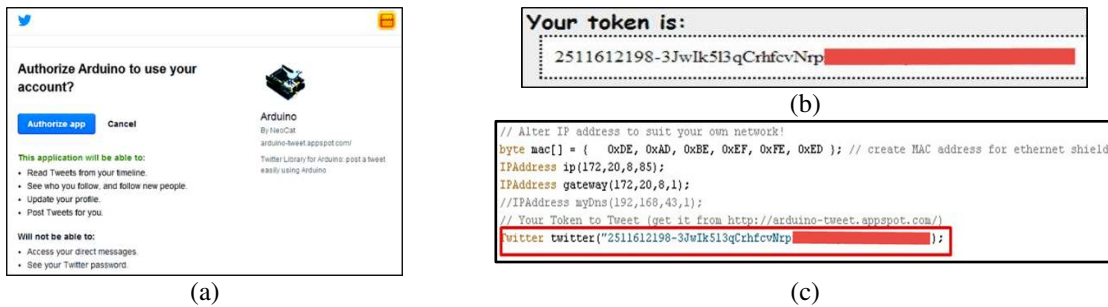 Authorize Arduino to use your
account?
Authorize app Cancel
This application will be able to:
• Read Tweets from your timeline.
• See who you follow, and follow new people.
• Update your profile.
• Post Tweets for you.
Will not be able to:
• Access your direct messages.
• See your Twitter password.
Arduino
By NeoCat
arduino-tweet.appspot.com/
Twitter Library for Arduino: post a tweet
easily using Arduino
(a)
Your token is:
2511612198-3JwIk5l3qCrhfcvNrp
(b)
// Alter IP address to suit your own network!
byte mac[] = { 0xDE, 0xAD, 0xBE, 0xEF, 0xFE, 0xED }; // create MAC address for ethernet shield
IPAddress ip(172,20,8,85);
IPAddress gateway(172,20,8,1);
//IPAddress myDns(192,168,43,1);
// Your Token to Tweet (get it from http://arduino-tweet.appspot.com/)
Twitter twitter("2511612198-3JwIk5l3qCrhfcvNrp );
(c)